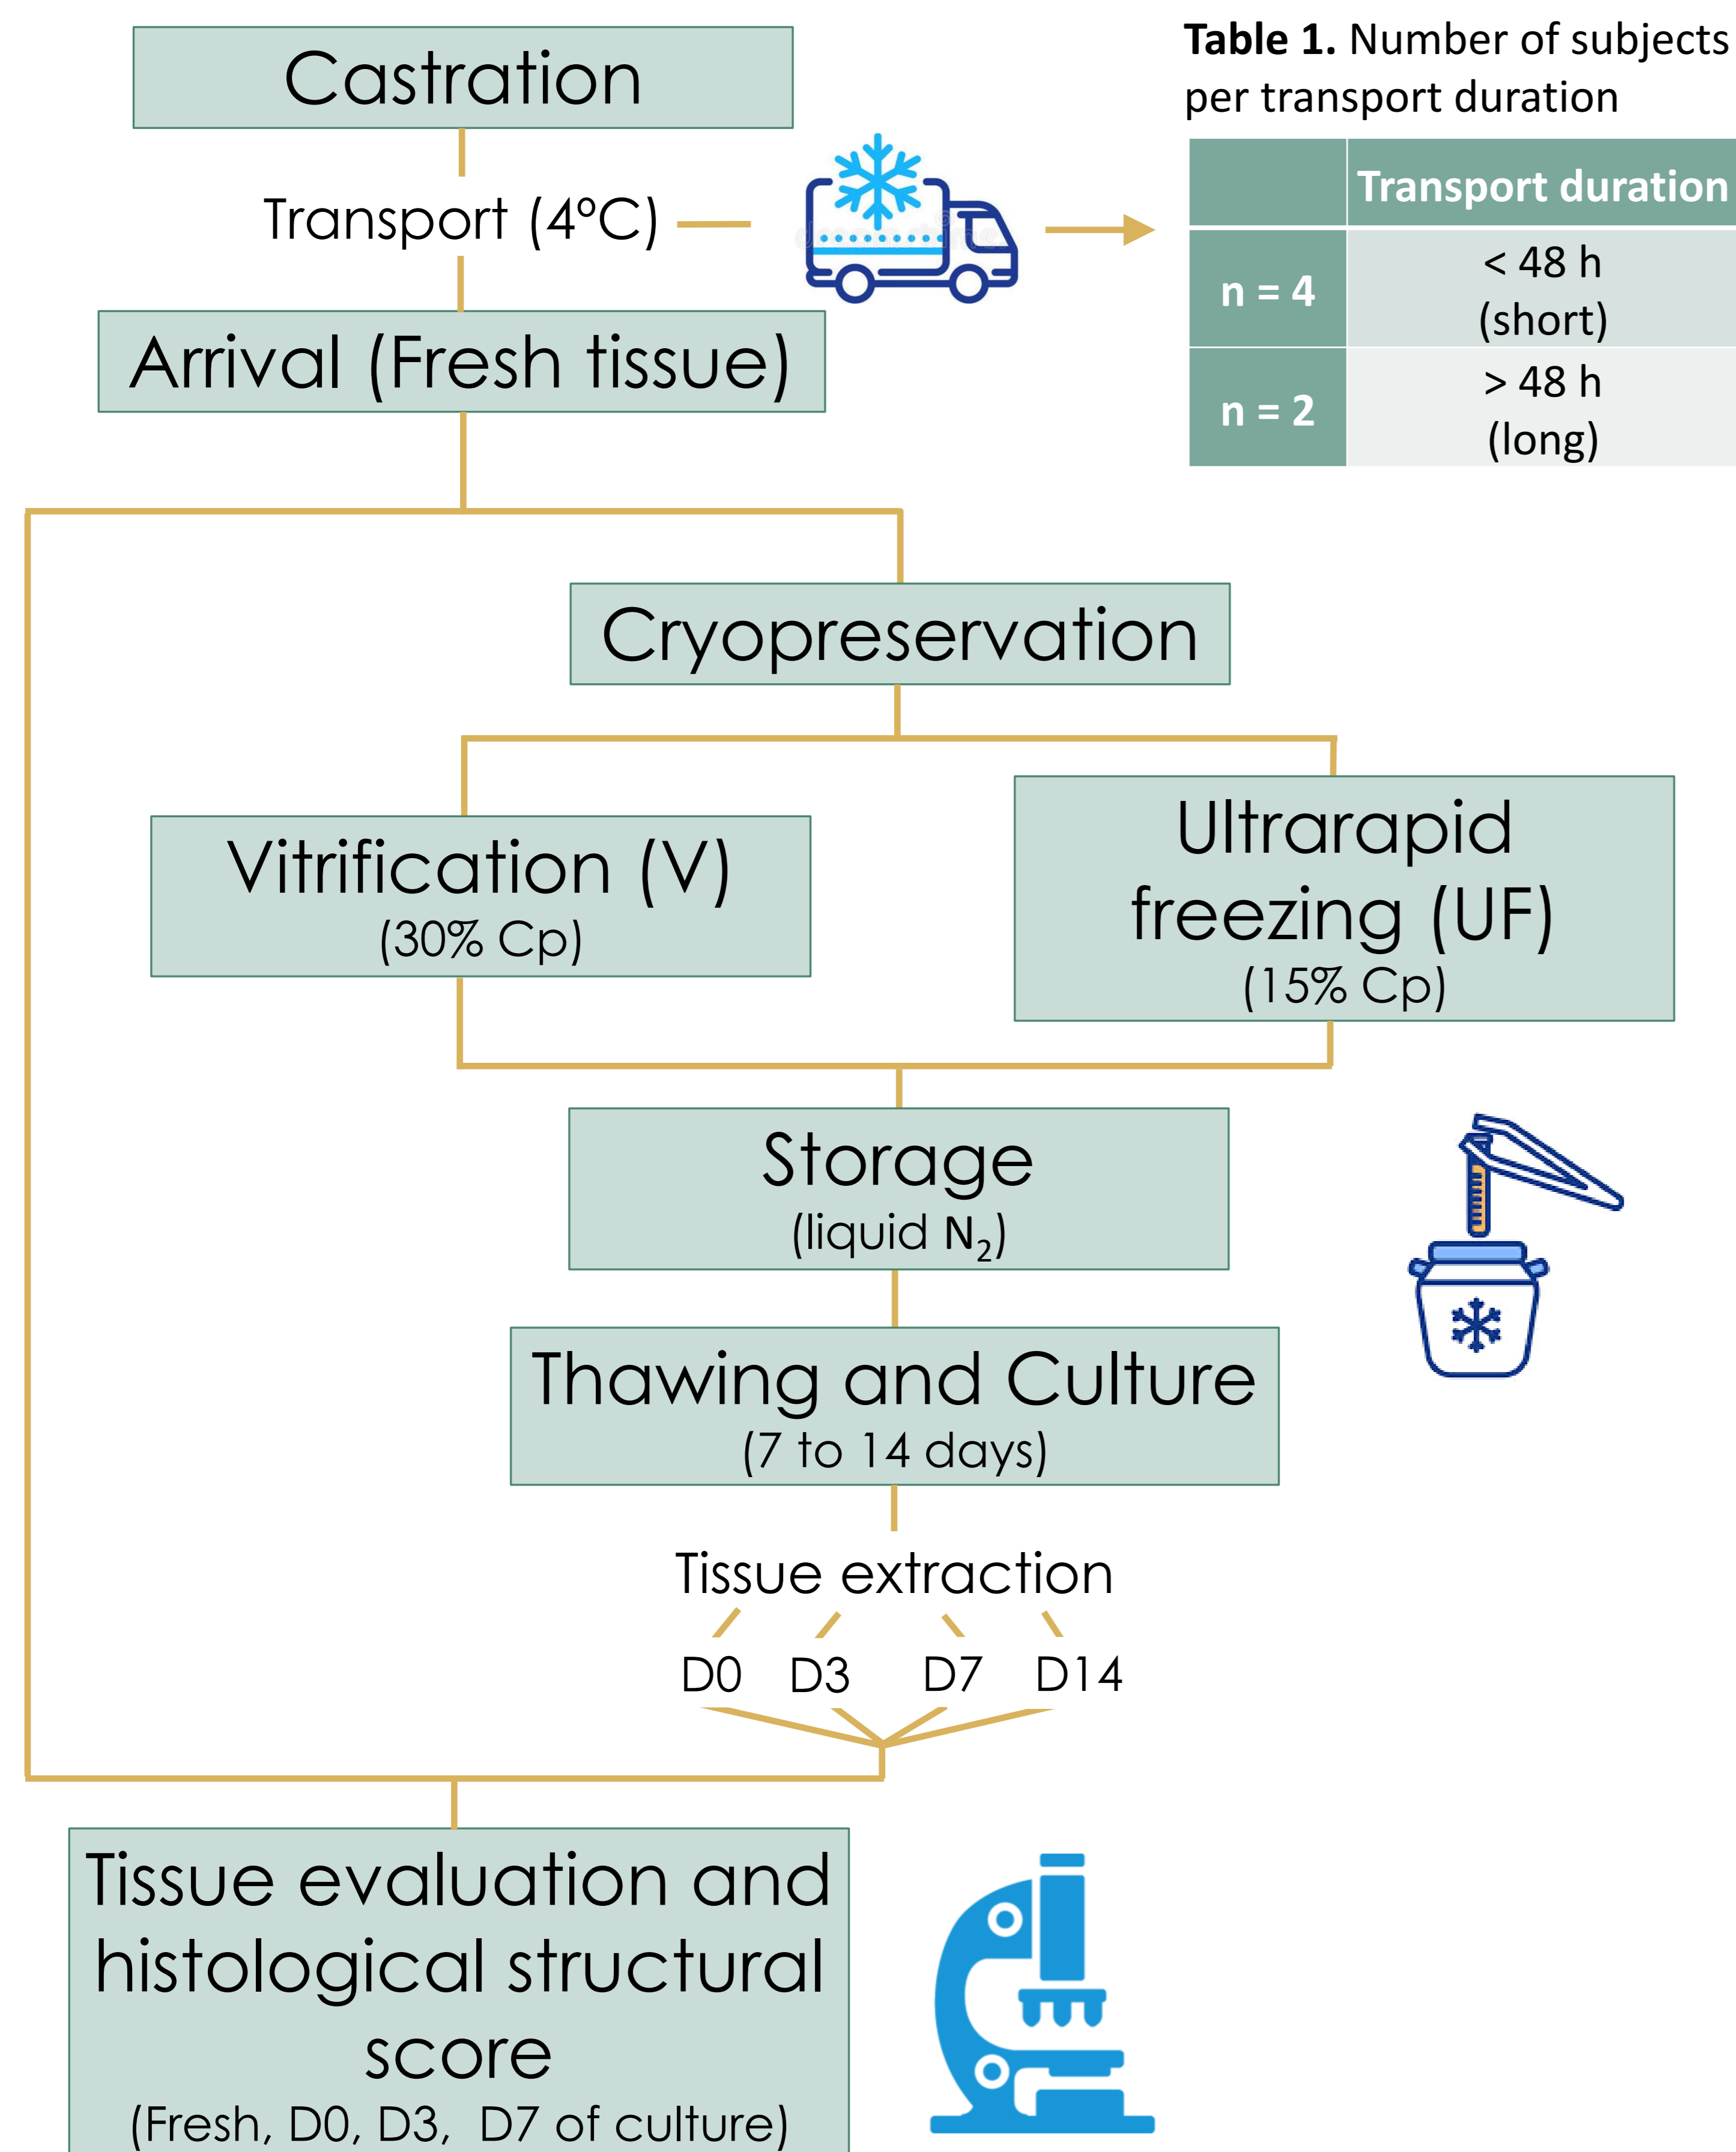 Castration
Table 1. Number of subjects
per transport duration
Transport (4ºC)
Transport duration
n = 4
< 48 h
(short)
n = 2
> 48 h
(long)
Arrival (Fresh tissue)
Cryopreservation
Vitrification (V)
(30% Cp)
Ultrarapid
freezing (UF)
(15% Cp)
Storage
(liquid N₂)
Thawing and Culture
(7 to 14 days)
Tissue extraction
D0 D3 D7 D14
Tissue evaluation and
histological structural
score
(Fresh, D0, D3, D7 of culture)